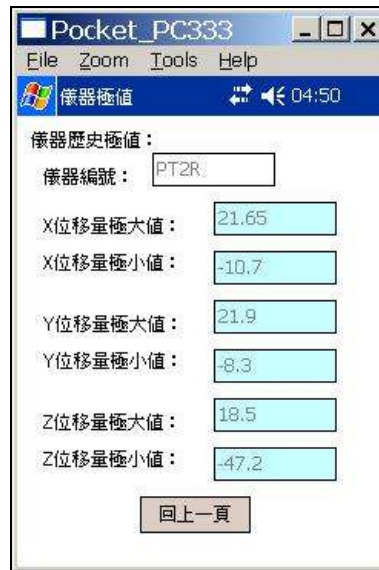 Pocket_PC333
File Zoom Tools Help
儀器極值 04:50
儀器歷史極值：
儀器編號： PT2R
X位移量極大值： 21.65
X位移量極小值： -10.7
Y位移量極大值： 21.9
Y位移量極小值： -8.3
Z位移量極大值： 18.5
Z位移量極小值： -47.2
回上一頁